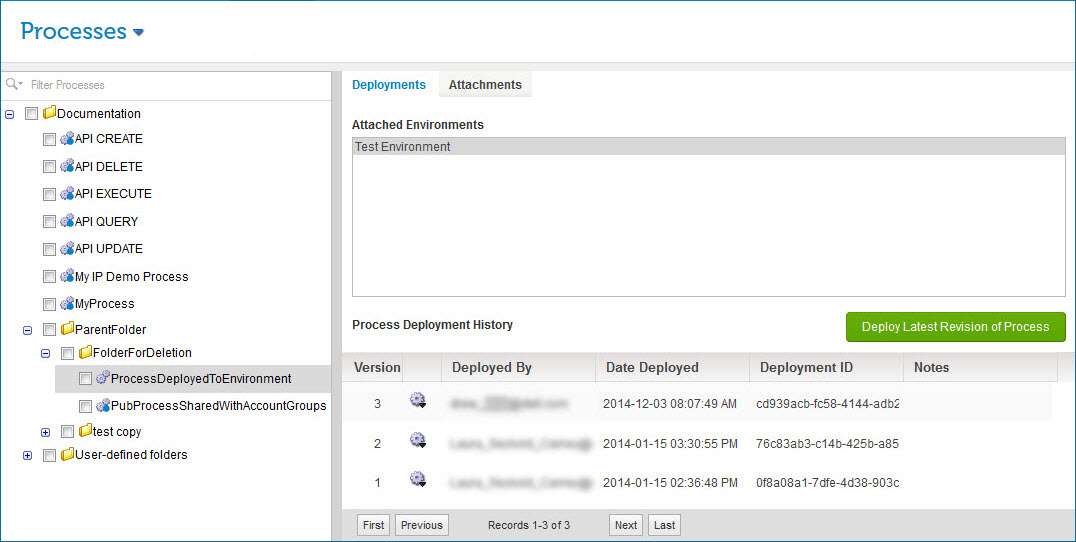 Processes
Filter Processes
Documentation
API CREATE
API DELETE
API EXECUTE
API QUERY
API UPDATE
My IP Demo Process
MyProcess
ParentFolder
FolderForDeletion
ProcessDeployedToEnvironment
PubProcessSharedWithAccountGroups
test copy
User-defined folders
Deployments Attachments
Attached Environments
Test Environment
Process Deployment History
Deploy Latest Revision of Process
Version Deployed By Date Deployed Deployment ID Notes
3 2014-12-03 08:07:49 AM cd939acb-fc58-4144-adb2
2 2014-01-15 03:30:55 PM 76c83ab3-c14b-425b-a85
1 2014-01-15 02:36:48 PM 0f8a08a1-7dfe-4d38-903c
First Previous Records 1-3 of 3 Next Last